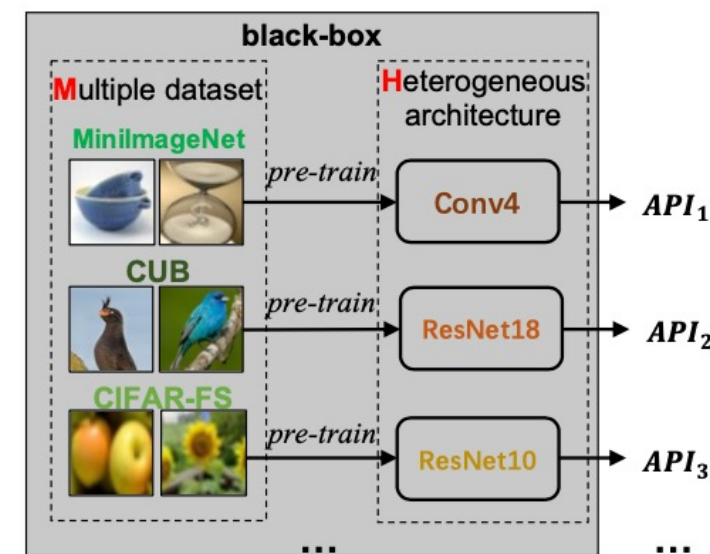 black-box
Multiple dataset
Heterogeneous
architecture
MiniImageNet
pre-train
Conv4
API1
CUB
pre-train
ResNet18
API2
CIFAR-FS
pre-train
ResNet10
API3
...
...